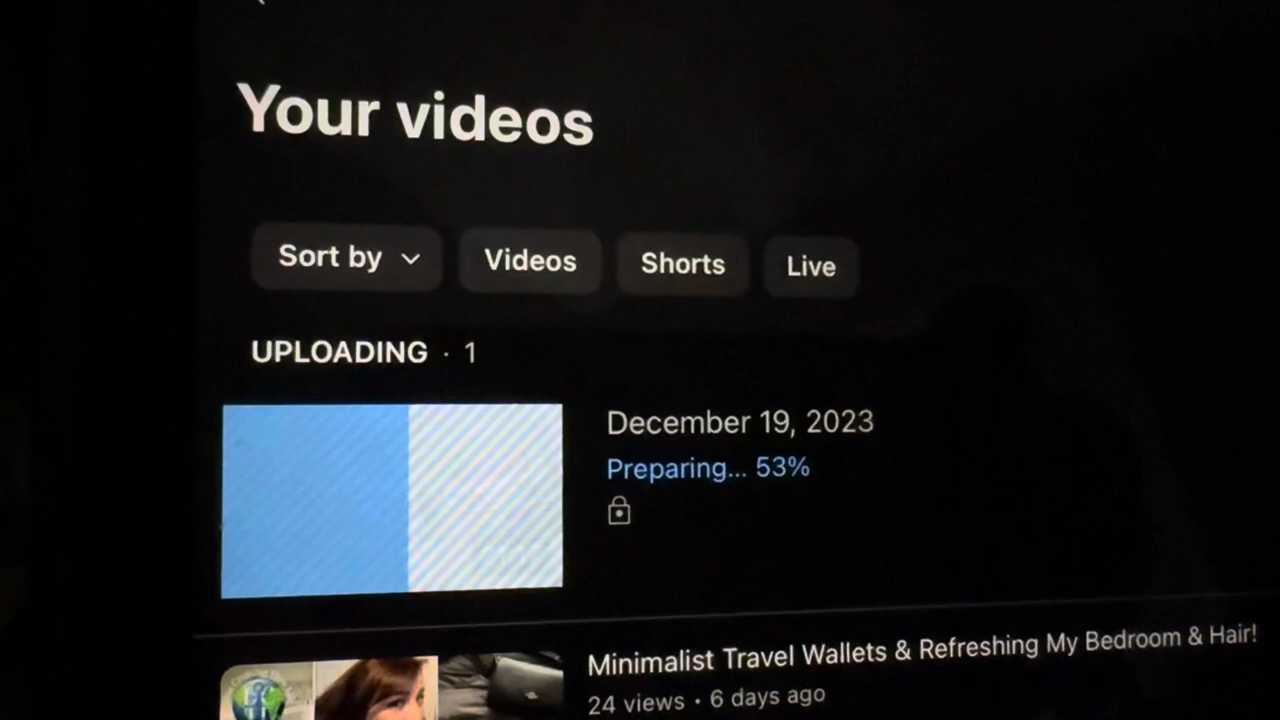 Your videos
Sort by
Videos
Shorts
Live
UPLOADING · 1
December 19, 2023
Preparing... 53%
Minimalist Travel Wallets & Refreshing My Bedroom & Hair!
24 views • 6 days ago